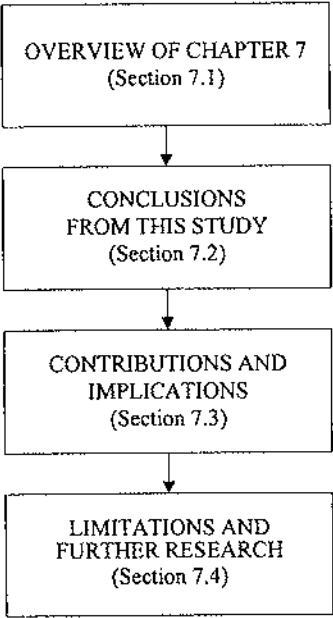 OVERVIEW OF CHAPTER 7
(Section 7.1)
CONCLUSIONS
FROM THIS STUDY
(Section 7.2)
CONTRIBUTIONS AND
IMPLICATIONS
(Section 7.3)
LIMITATIONS AND
FURTHER RESEARCH
(Section 7.4)